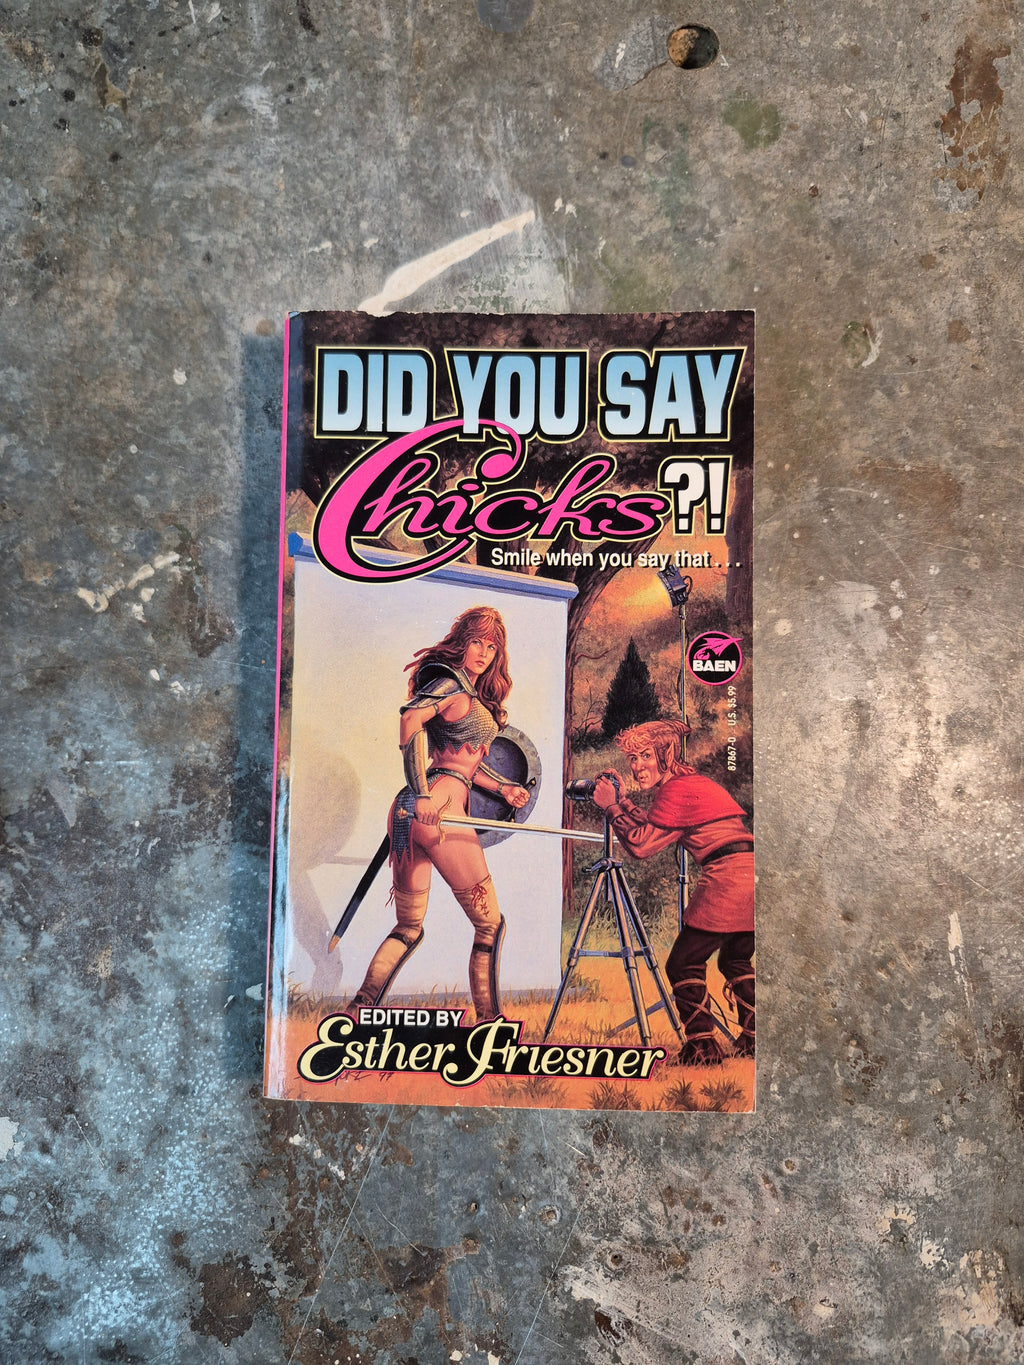 DID YOU SAY
Chicks?!
Smile when you say that...
BAEN
87867-0 U.S. $5.99
EDITED BY
Esther Friesner